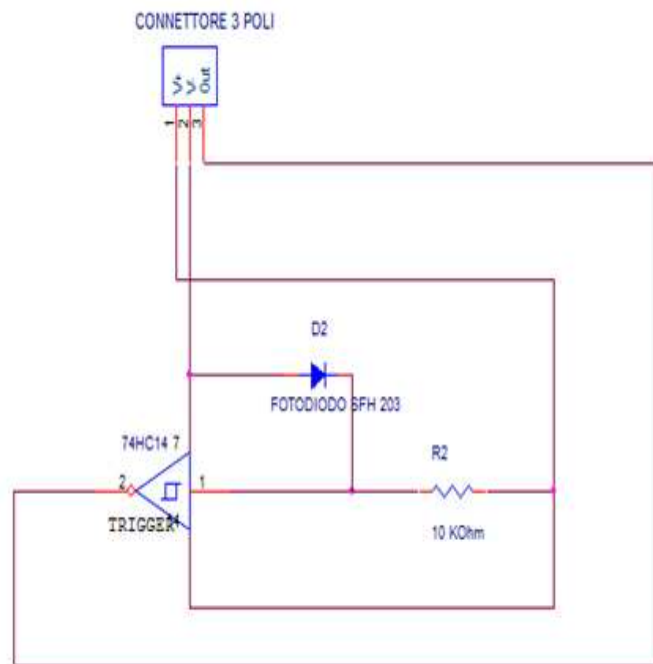 CONNETTORE 3 POLI
V+
V-
Out
1
2
3
D2
FOTODIODO SFH 203
74HC14 7
R2
2
1
TRIGGER
14
10 KOhm